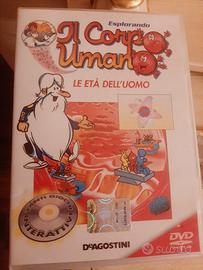 Esplorando
Il Corpo
Umano
LE ETÀ DELL'UOMO
DEAGOSTINI
DVD